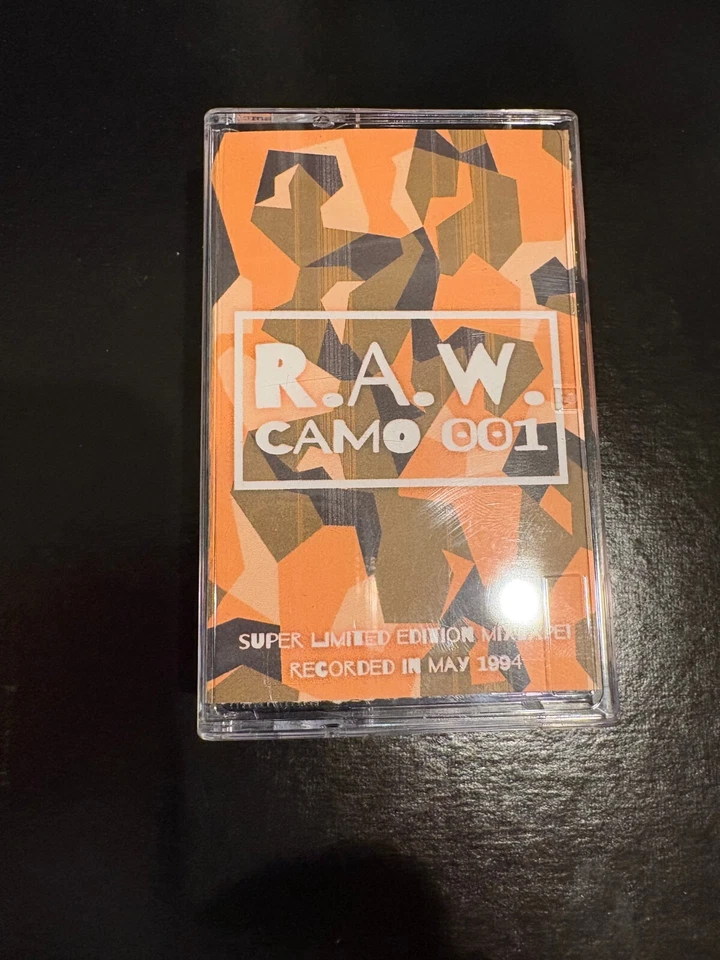 R.A.W.
CAMO 001
SUPER LIMITED EDITION MIXTAPE!
RECORDED IN MAY 1994